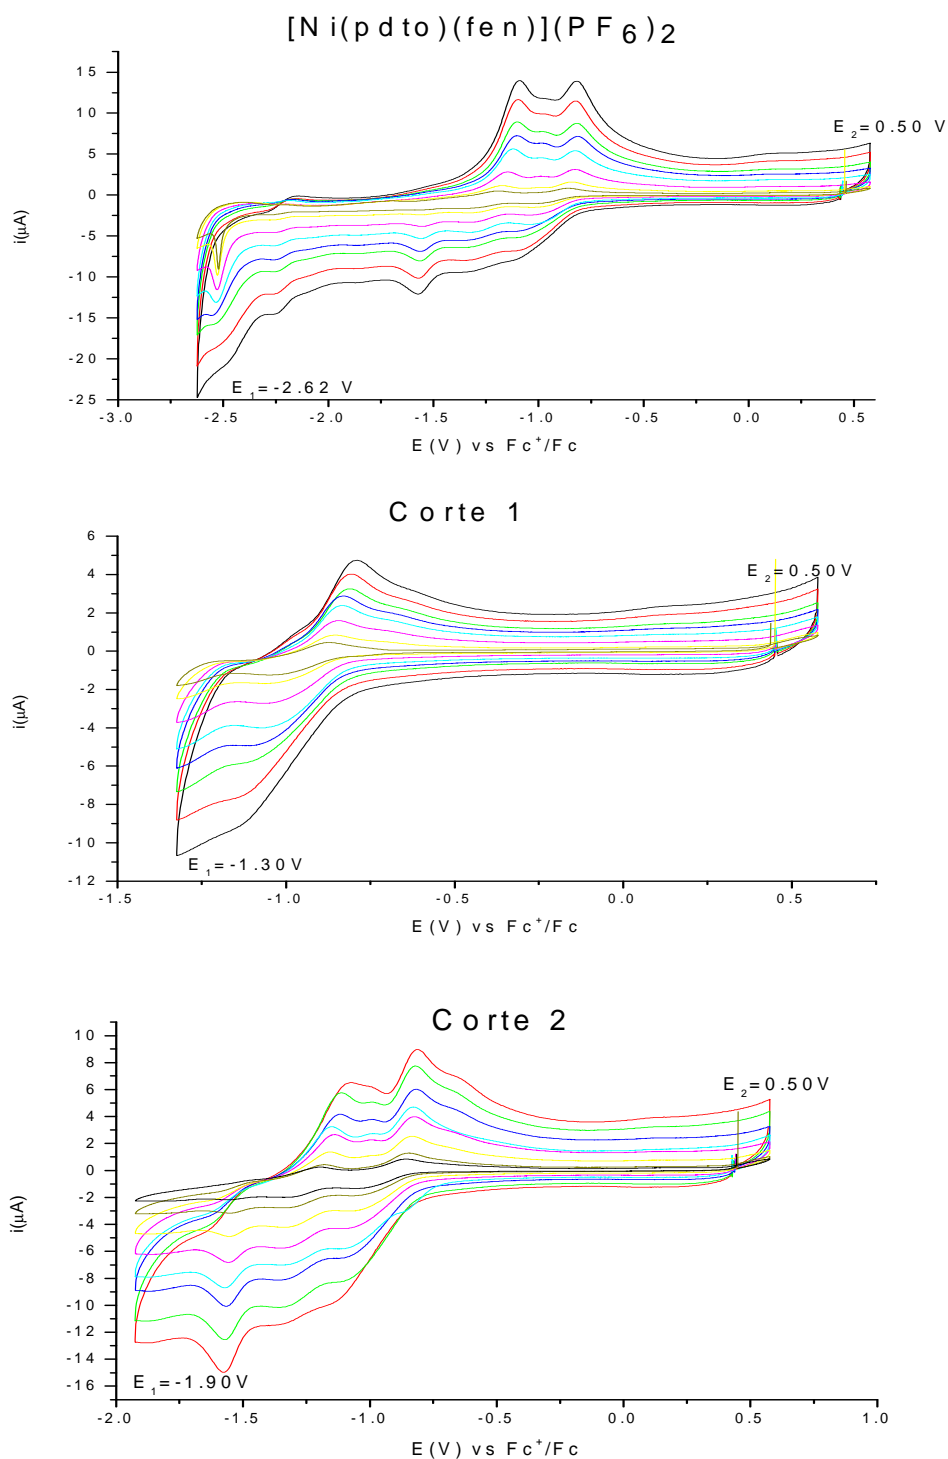 [Ni(pdto)(fen)](PF6)2
15
10
5
0
-5
-10
-15
-20
-25
i(µA)
E2=0.50 V
E1=-2.62 V
-3.0 -2.5 -2.0 -1.5 -1.0 -0.5 0.0 0.5
E(V) vs Fc+/Fc
Corte 1
6
4
2
0
-2
-4
-6
-8
-10
-12
i(µA)
E2=0.50V
E1=-1.30V
-1.5 -1.0 -0.5 0.0 0.5
E(V) vs Fc+/Fc
Corte 2
10
8
6
4
2
0
-2
-4
-6
-8
-10
-12
-14
-16
i(µA)
E2=0.50V
E1=-1.90V
-2.0 -1.5 -1.0 -0.5 0.0 0.5 1.0
E(V) vs Fc+/Fc